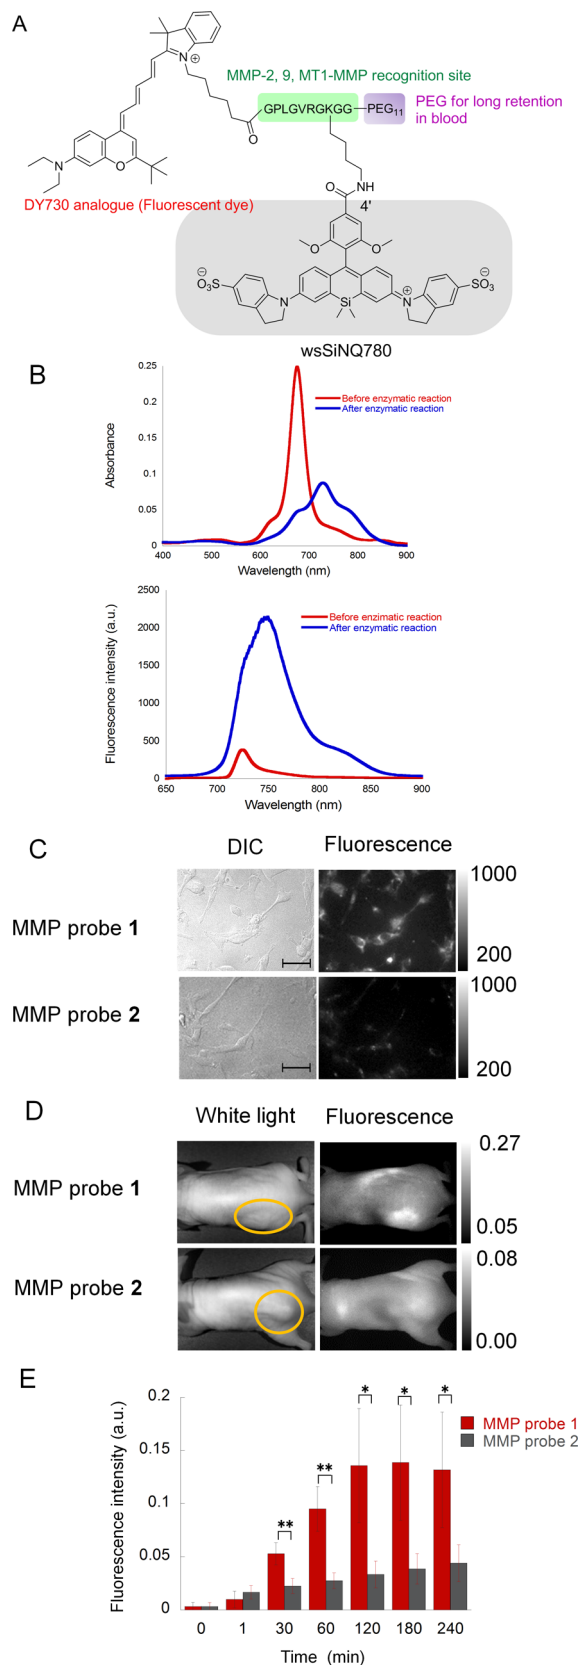 A
N
⊕
MMP-2, 9, MT1-MMP recognition site
GPLGVRGKGG
PEG11
PEG for long retention
in blood
O
N
O
DY730 analogue (Fluorescent dye)
O
NH
4'
O
O
⊖
O3S
SO3
⊖
N
Si
N
⊕
wsSiNQ780
B
0.25
0.2
0.15
0.1
0.05
0
Absorbance
Before enzymatic reaction
After enzymatic reaction
400 500 600 700 800 900
Wavelength (nm)
2500
2000
1500
1000
500
0
Fluorescence intensity (a.u.)
Before enzimatic reaction
After enzymatic reaction
650 700 750 800 850 900
Wavelength (nm)
C
DIC Fluorescence
MMP probe 1
1000
200
MMP probe 2
1000
200
D
White light Fluorescence
MMP probe 1
0.27
0.05
MMP probe 2
0.08
0.00
E
0.2
0.15
0.1
0.05
0
Fluorescence intensity (a.u.)
** ** * * *
MMP probe 1
MMP probe 2
0 1 30 60 120 180 240
Time (min)